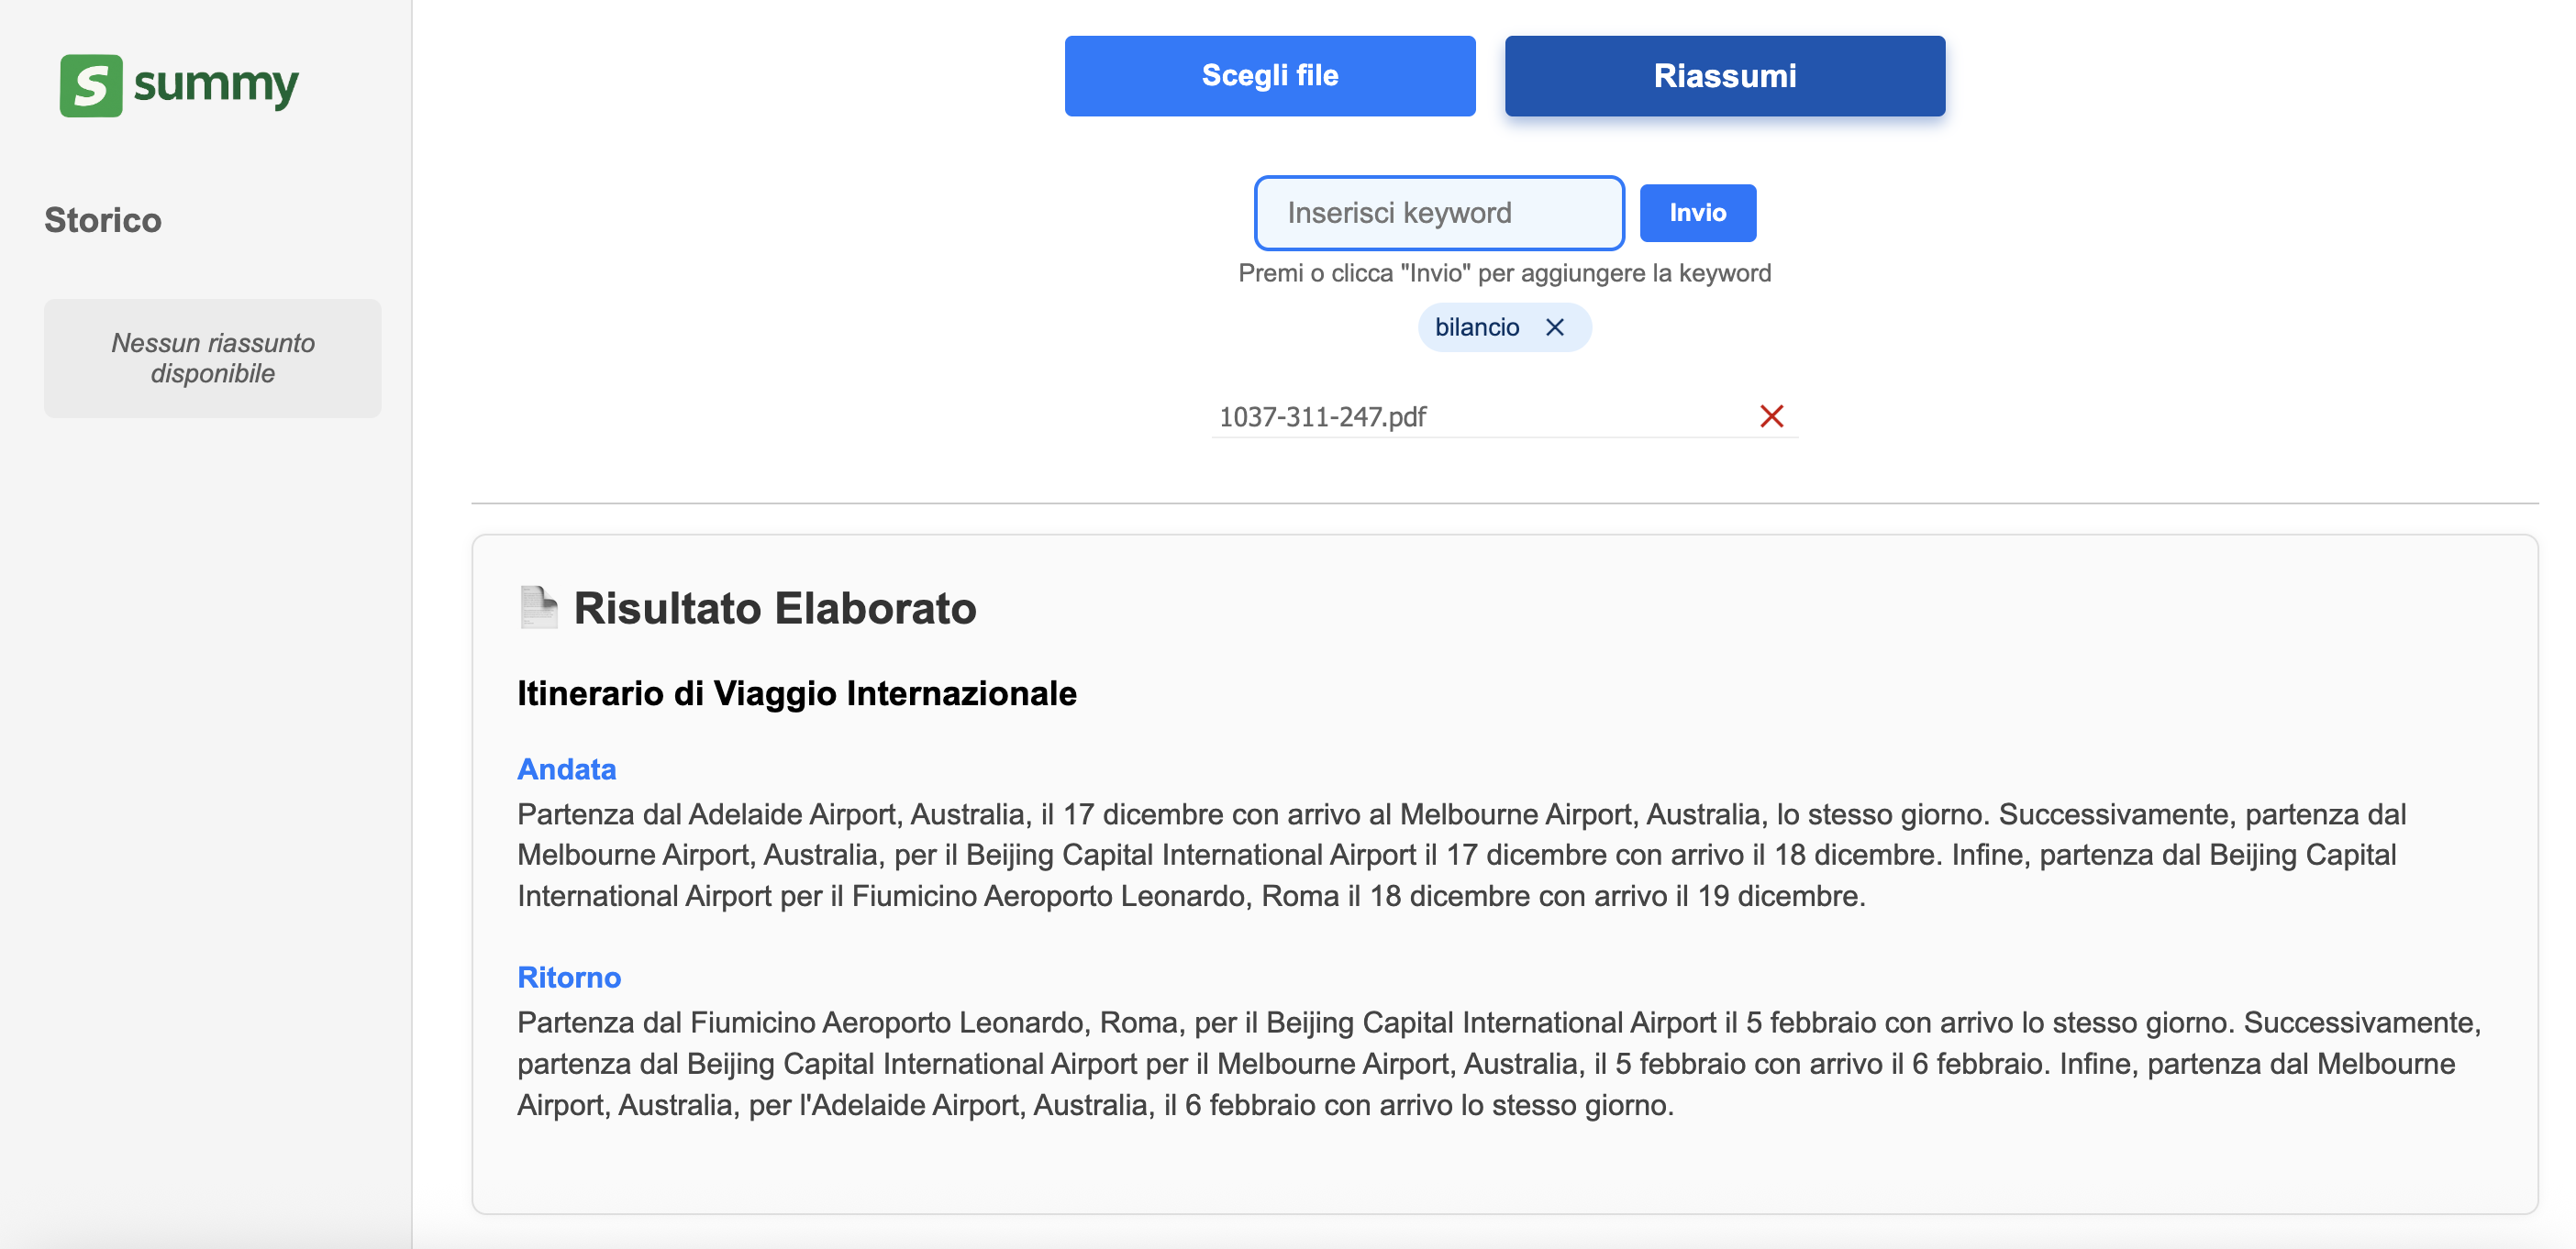 S summy
Storico
Nessun riassunto
disponibile
Scegli file
Riassumi
Inserisci keyword
Invio
Premi o clicca "Invio" per aggiungere la keyword
bilancio
1037-311-247.pdf
Risultato Elaborato
Itinerario di Viaggio Internazionale
Andata
Partenza dal Adelaide Airport, Australia, il 17 dicembre con arrivo al Melbourne Airport, Australia, lo stesso giorno. Successivamente, partenza dal
Melbourne Airport, Australia, per il Beijing Capital International Airport il 17 dicembre con arrivo il 18 dicembre. Infine, partenza dal Beijing Capital
International Airport per il Fiumicino Aeroporto Leonardo, Roma il 18 dicembre con arrivo il 19 dicembre.
Ritorno
Partenza dal Fiumicino Aeroporto Leonardo, Roma, per il Beijing Capital International Airport il 5 febbraio con arrivo lo stesso giorno. Successivamente,
partenza dal Beijing Capital International Airport per il Melbourne Airport, Australia, il 5 febbraio con arrivo il 6 febbraio. Infine, partenza dal Melbourne
Airport, Australia, per l'Adelaide Airport, Australia, il 6 febbraio con arrivo lo stesso giorno.